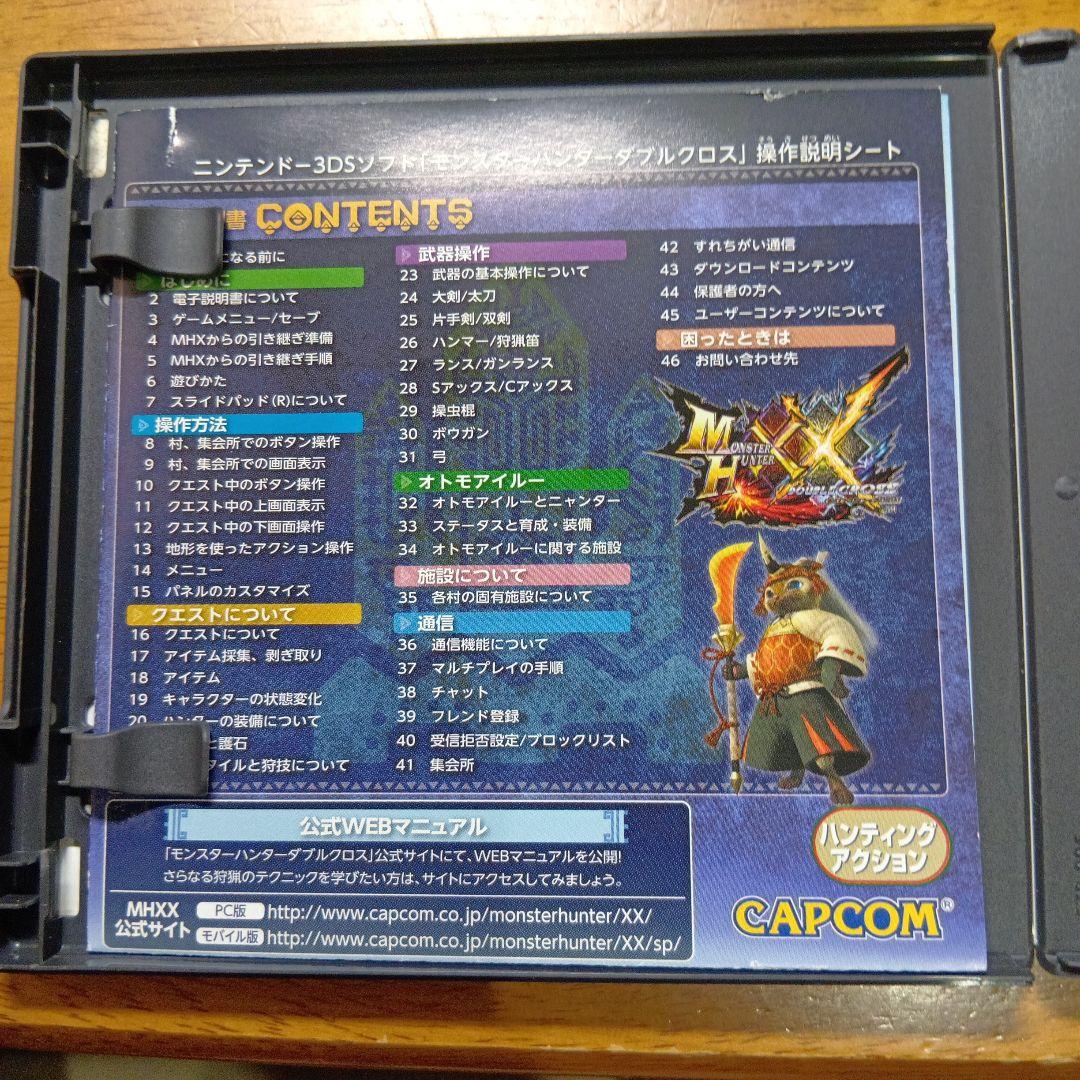 そう さ せつ めい
ニンテンドー3DSソフト「モンスターハンターダブルクロス」 操作説明シート
書 CONTENTS
なる前に
はじめに
2 電子説明書について
3 ゲームメニュー/セーブ
4 MHXからの引き継ぎ準備
5 MHXからの引き継ぎ手順
6 遊びかた
7 スライドパッド(R)について
操作方法
8 村、集会所でのボタン操作
9 村、集会所での画面表示
10 クエスト中のボタン操作
11 クエスト中の上画面表示
12 クエスト中の下画面操作
13 地形を使ったアクション操作
14 メニュー
15 パネルのカスタマイズ
クエストについて
16 クエストについて
17 アイテム採集、剥ぎ取り
18 アイテム
19 キャラクターの状態変化
20 ハンターの装備について
と護石
タイルと狩技について
武器操作
23 武器の基本操作について
24 大剣/太刀
25 片手剣/双剣
26 ハンマー/狩猟笛
27 ランス/ガンランス
28 Sアックス/Cアックス
29 操虫棍
30 ボウガン
31 弓
オトモアイルー
32 オトモアイルーとニャンター
33 ステータスと育成・装備
34 オトモアイルーに関する施設
施設について
35 各村の固有施設について
通信
36 通信機能について
37 マルチプレイの手順
38 チャット
39 フレンド登録
40 受信拒否設定/ブロックリスト
41 集会所
42 すれちがい通信
43 ダウンロードコンテンツ
44 保護者の方へ
45 ユーザーコンテンツについて
困ったときは
46 お問い合わせ先
MONSTER HUNTER XX
DOUBLE CROSS
公式WEBマニュアル
「モンスターハンターダブルクロス」公式サイトにて、WEBマニュアルを公開!
さらなる狩猟のテクニックを学びたい方は、サイトにアクセスしてみましょう。
MHXX 公式サイト
PC版 http://www.capcom.co.jp/monsterhunter/XX/
モバイル版 http://www.capcom.co.jp/monsterhunter/XX/sp/
ハンティング
アクション
CAPCOM®